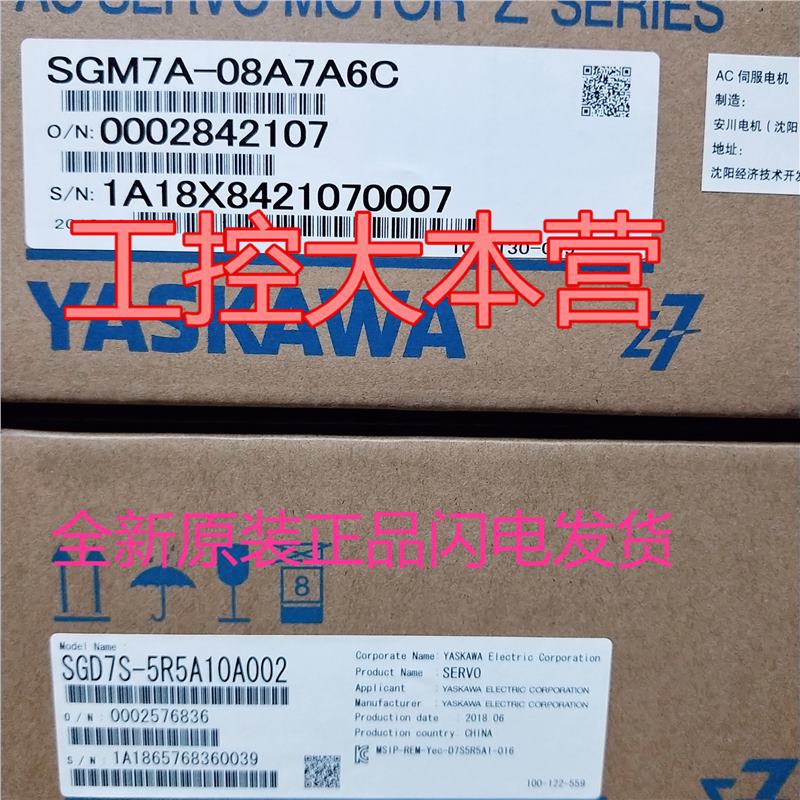 AC SERVO MOTOR Σ SERIES
SGM7A-08A7A6C
O/N: 0002842107
S/N: 1A18X8421070007
AC 伺服电机
制造:
安川电机（沈阳
地址:
沈阳经济技术开发
工控大本营
YASKAWA
Σ7
全新原装正品闪电发货
8
Model Name
SGD7S-5R5A10A002
O/N 0002576836
S/N 1A1865768360039
Corporate Name: YASKAWA Electric Corporation
Product Name : SERVO
Applicant : YASKAWA ELECTRIC CORPORATION
Manufacturer : YASKAWA ELECTRIC CORPORATION
Production date : 2018.06
Production country: CHINA
MSIP-REM-Yec-D7S5R5A1-016
100-122-559